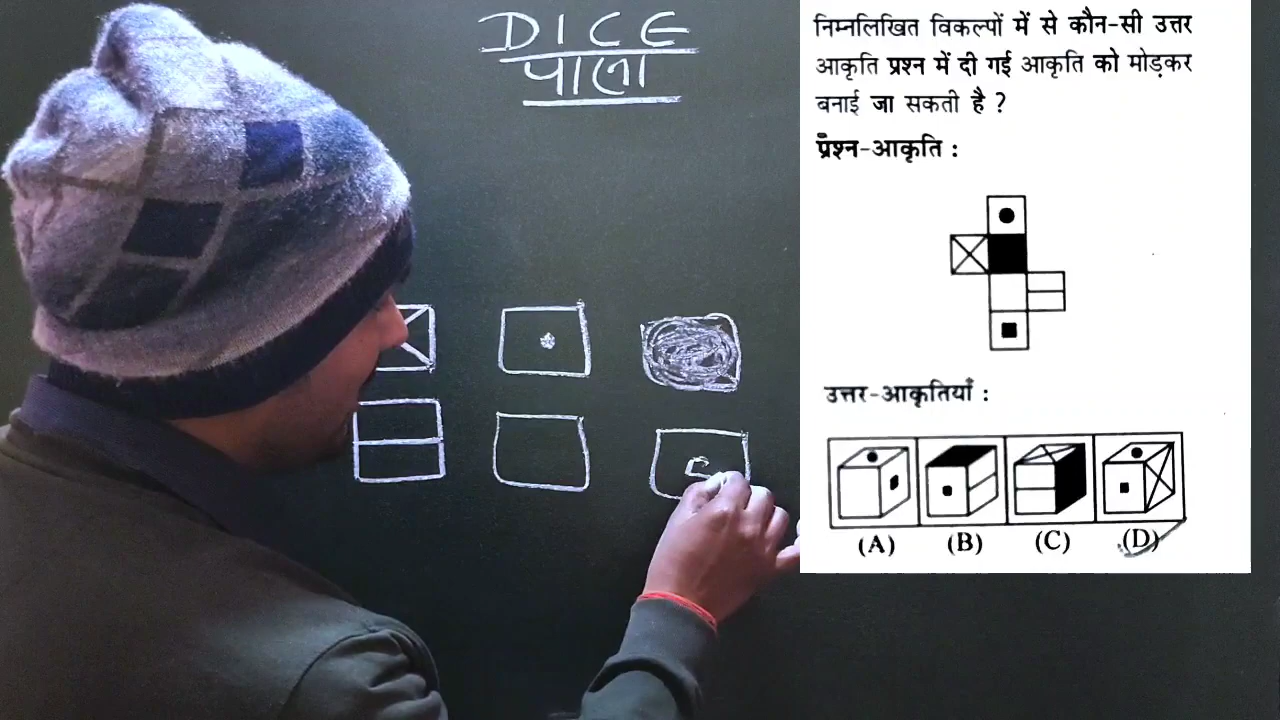 DICE
पाला
निम्नलिखित विकल्पों में से कौन-सी उत्तर
आकृति प्रश्न में दी गई आकृति को मोड़कर
बनाई जा सकती है ?
प्रश्न-आकृति :
उत्तर-आकृतियाँ :
(A) (B) (C) (D)